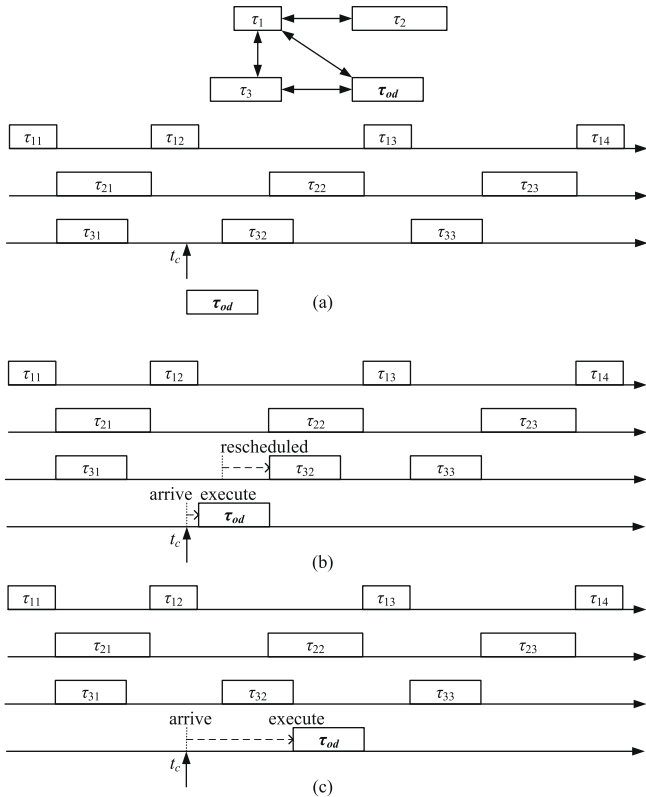 τ1 τ2
τ3 τod
τ11 τ12 τ13 τ14
τ21 τ22 τ23
τ31 τ32 τ33
tc
τod (a)
τ11 τ12 τ13 τ14
τ21 τ22 τ23
rescheduled
τ31 τ32 τ33
arrive execute
τod
tc
(b)
τ11 τ12 τ13 τ14
τ21 τ22 τ23
τ31 τ32 τ33
arrive execute
τod
tc
(c)